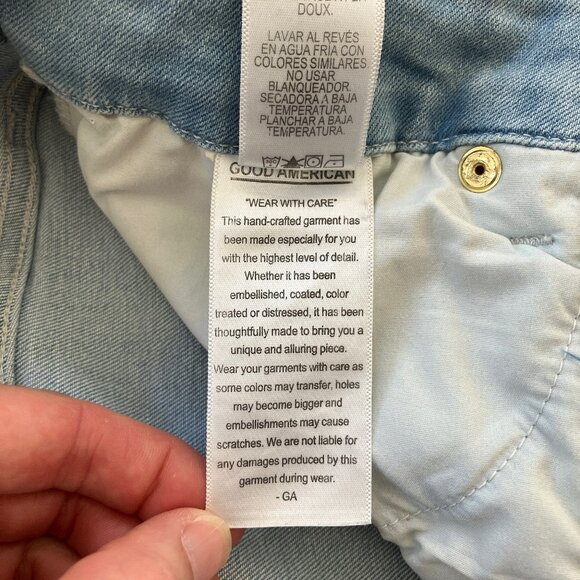 DOUX.
LAVAR AL REVÉS
EN AGUA FRIA CON
COLORES SIMILARES
NO USAR
BLANQUEADOR.
SECADORA A BAJA
TEMPERATURA
PLANCHAR A BAJA
TEMPERATURA.
GOOD AMERICAN
"WEAR WITH CARE"
This hand-crafted garment has
been made especially for you
with the highest level of detail.
Whether it has been
embellished, coated, color
treated or distressed, it has been
thoughtfully made to bring you a
unique and alluring piece.
Wear your garments with care as
some colors may transfer, holes
may become bigger and
embellishments may cause
scratches. We are not liable for
any damages produced by this
garment during wear.
- GA